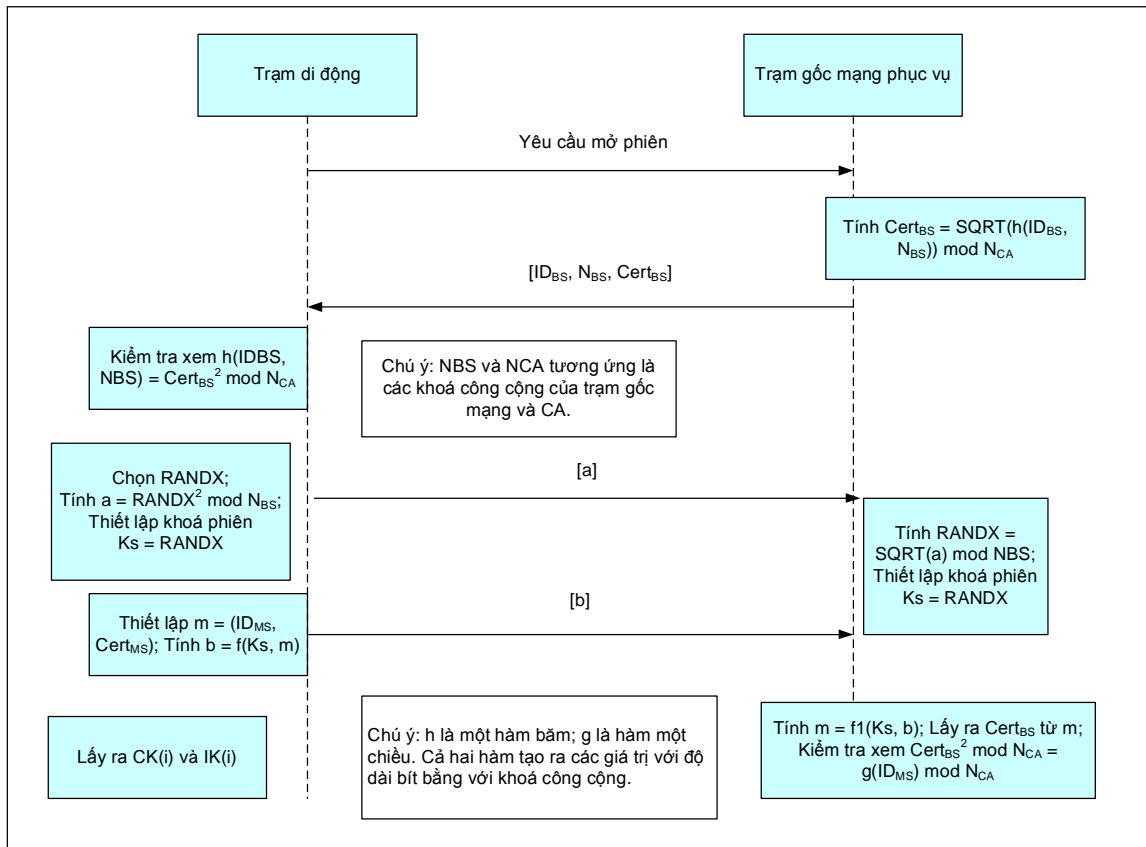 Trạm di động
Trạm gốc mạng phục vụ
Yêu cầu mở phiên
Tính CertBS = SQRT(h(IDBS,
NBS)) mod NCA
[IDBS, NBS, CertBS]
Kiểm tra xem h(IDBS,
NBS) = CertBS² mod NCA
Chú ý: NBS và NCA tương ứng là
các khoá công cộng của trạm gốc
mạng và CA.
Chọn RANDX;
Tính a = RANDX² mod NBS;
Thiết lập khoá phiên
Ks = RANDX
[a]
Tính RANDX =
SQRT(a) mod NBS;
Thiết lập khoá phiên
Ks = RANDX
[b]
Thiết lập m = (IDMS,
CertMS); Tính b = f(Ks, m)
Lấy ra CK(i) và IK(i)
Chú ý: h là một hàm băm; g là hàm một
chiều. Cả hai hàm tạo ra các giá trị với độ
dài bít bằng với khoá công cộng.
Tính m = f1(Ks, b); Lấy ra CertBS từ m;
Kiểm tra xem CertBS² mod NCA =
g(IDMS) mod NCA